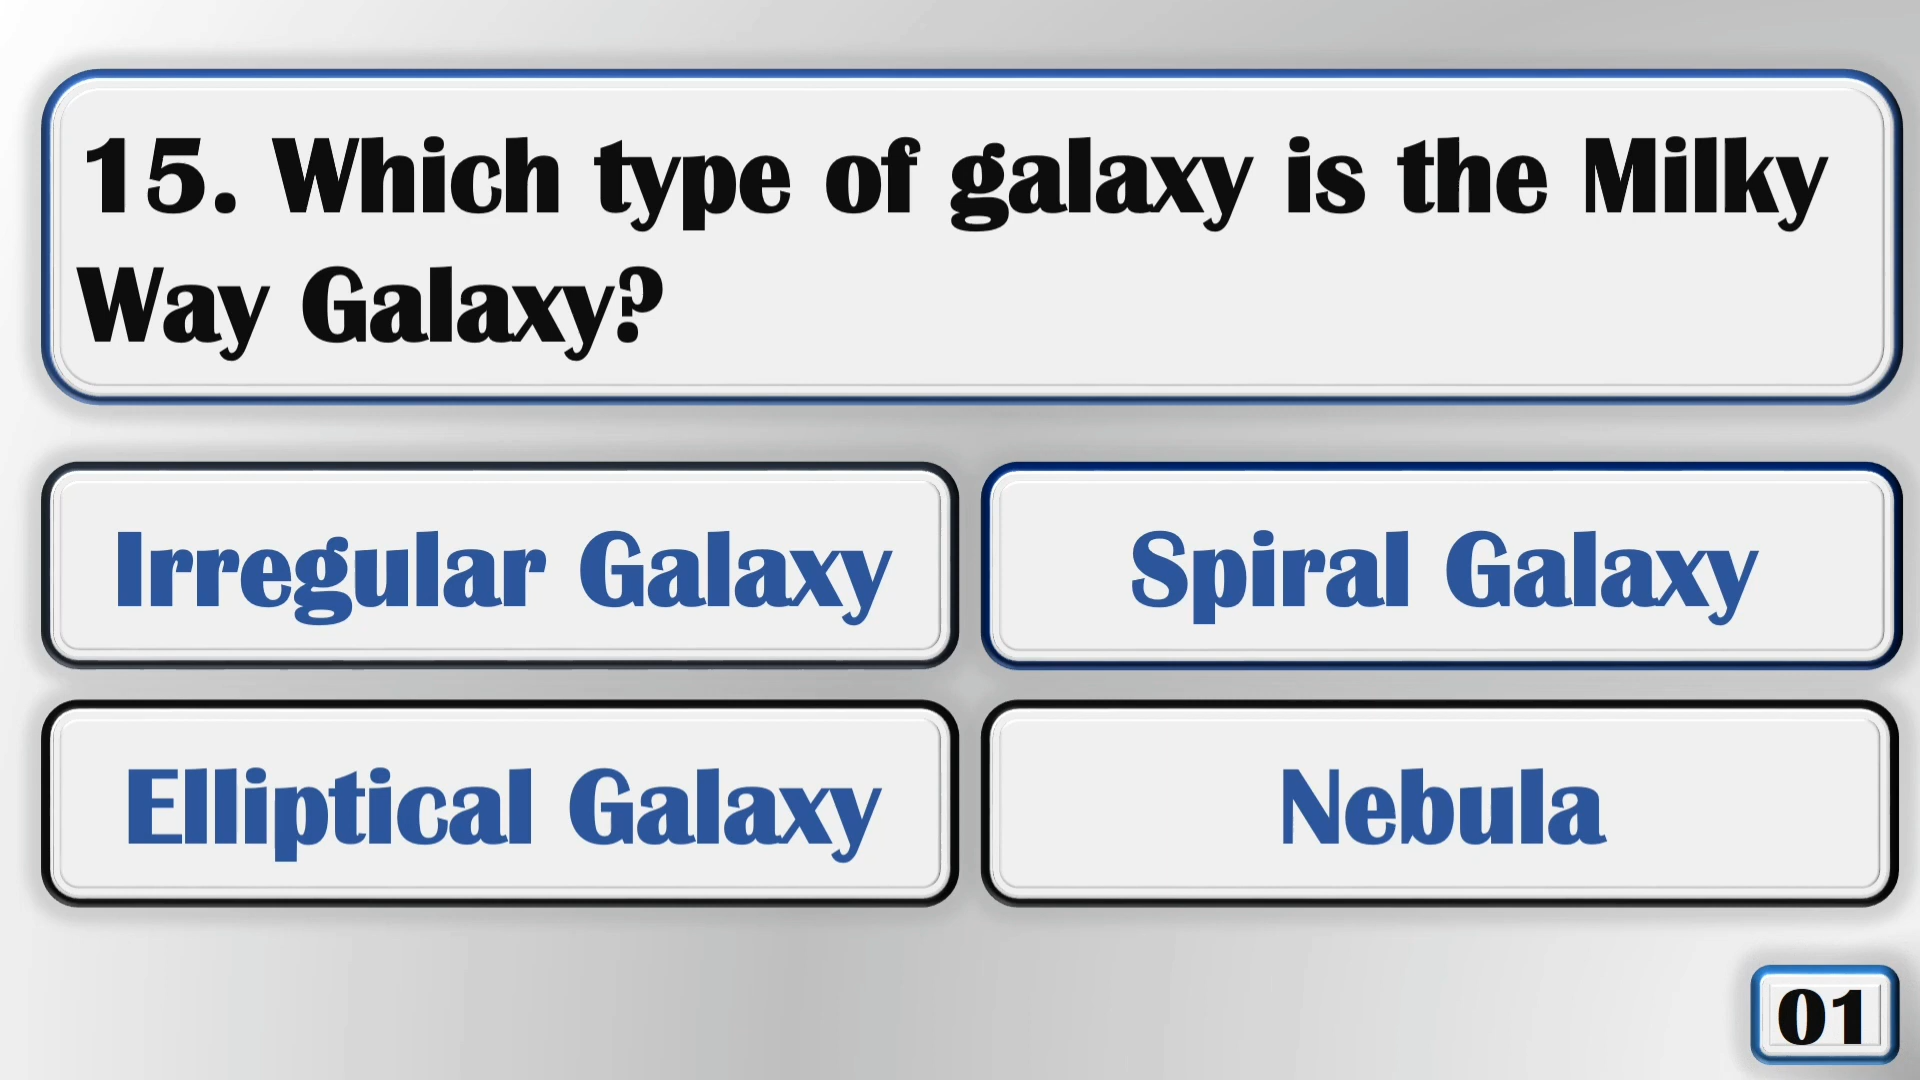 15. Which type of galaxy is the Milky
Way Galaxy?
Irregular Galaxy
Spiral Galaxy
Elliptical Galaxy
Nebula
01